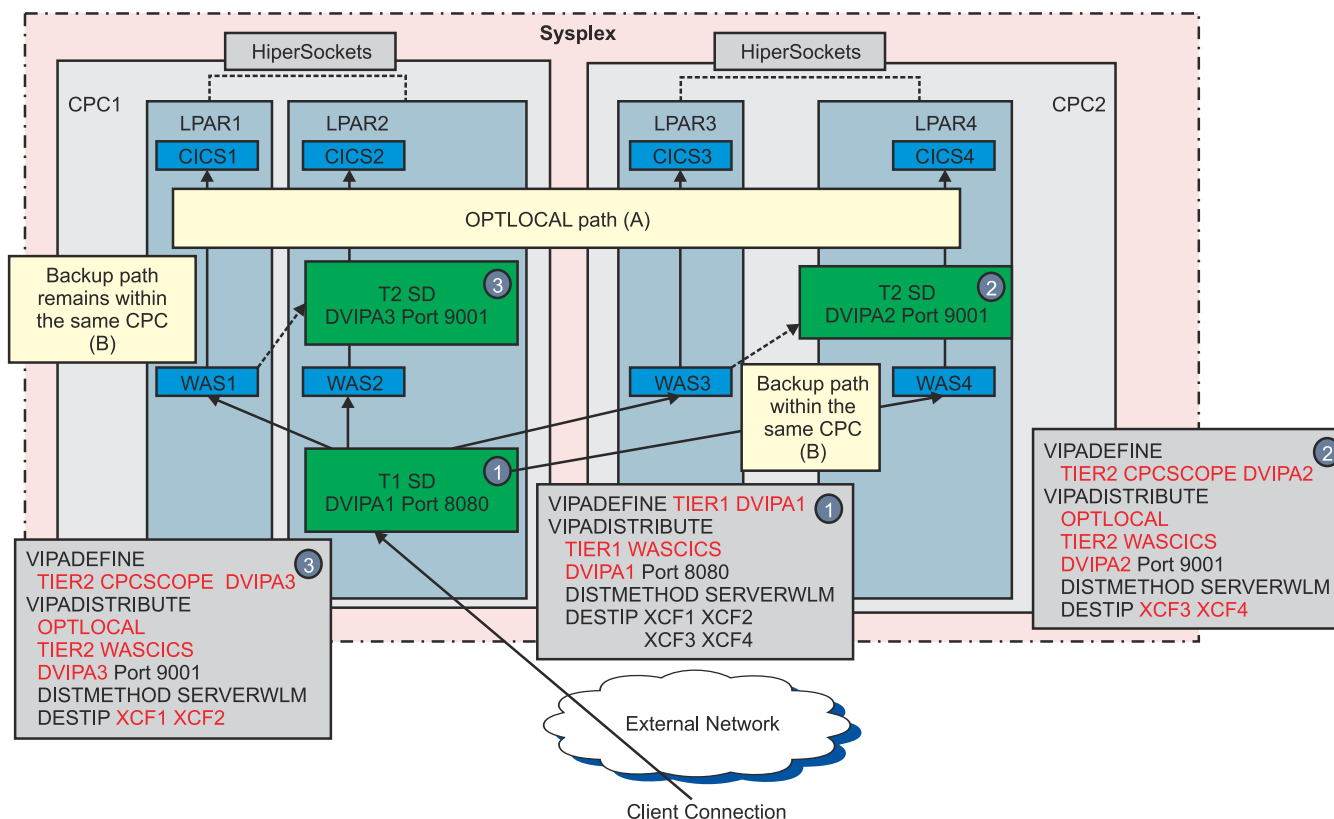 Sysplex
HiperSockets
HiperSockets
CPC1
CPC2
LPAR1
LPAR2
LPAR3
LPAR4
CICS1
CICS2
CICS3
CICS4
OPTLOCAL path (A)
Backup path
remains within
the same CPC
(B)
3
T2 SD
DVIPA3 Port 9001
2
T2 SD
DVIPA2 Port 9001
WAS1
WAS2
WAS3
WAS4
Backup path
within the
same CPC
(B)
1
T1 SD
DVIPA1 Port 8080
2
VIPADEFINE
TIER2 CPCSCOPE DVIPA2
VIPADISTRIBUTE
OPTLOCAL
TIER2 WASCICS
DVIPA2 Port 9001
DISTMETHOD SERVERWLM
DESTIP XCF3 XCF4
1
VIPADEFINE TIER1 DVIPA1
VIPADISTRIBUTE
TIER1 WASCICS
DVIPA1 Port 8080
DISTMETHOD SERVERWLM
DESTIP XCF1 XCF2
XCF3 XCF4
3
VIPADEFINE
TIER2 CPCSCOPE DVIPA3
VIPADISTRIBUTE
OPTLOCAL
TIER2 WASCICS
DVIPA3 Port 9001
DISTMETHOD SERVERWLM
DESTIP XCF1 XCF2
External Network
Client Connection